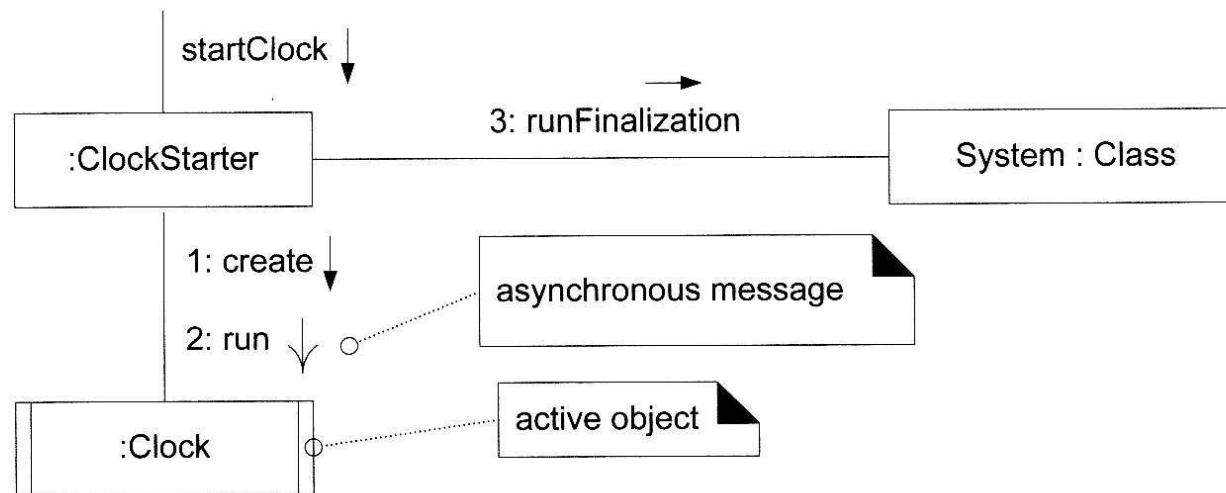 startClock
3: runFinalization
:ClockStarter
System : Class
1: create
asynchronous message
2: run
active object
:Clock